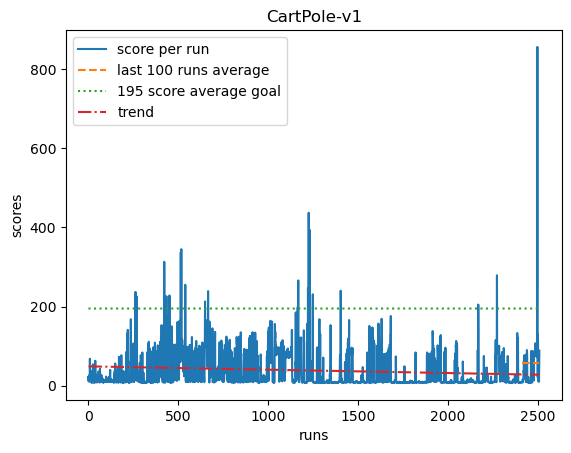 CartPole-v1
score per run
last 100 runs average
195 score average goal
trend
scores
800
600
400
200
0
0
500
1000
1500
2000
2500
runs